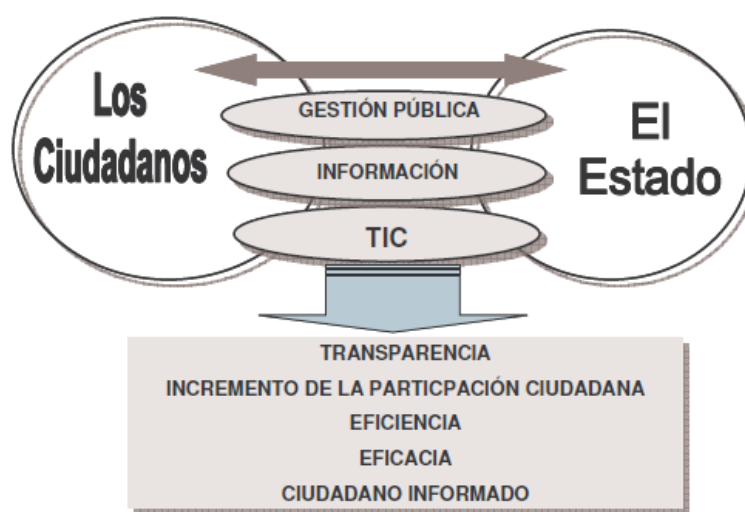 Los
Ciudadanos
GESTIÓN PÚBLICA
INFORMACIÓN
TIC
El
Estado
TRANSPARENCIA
INCREMENTO DE LA PARTICPACIÓN CIUDADANA
EFICIENCIA
EFICACIA
CIUDADANO INFORMADO